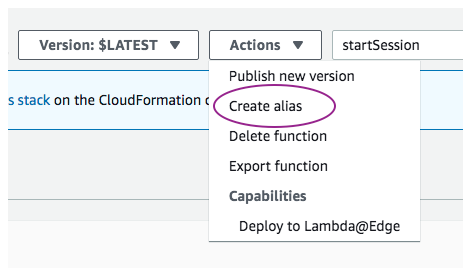 Version: $LATEST
Actions
startSession
Publish new version
s stack on the CloudFormation c
Create alias
Delete function
Export function
Capabilities
Deploy to Lambda@Edge